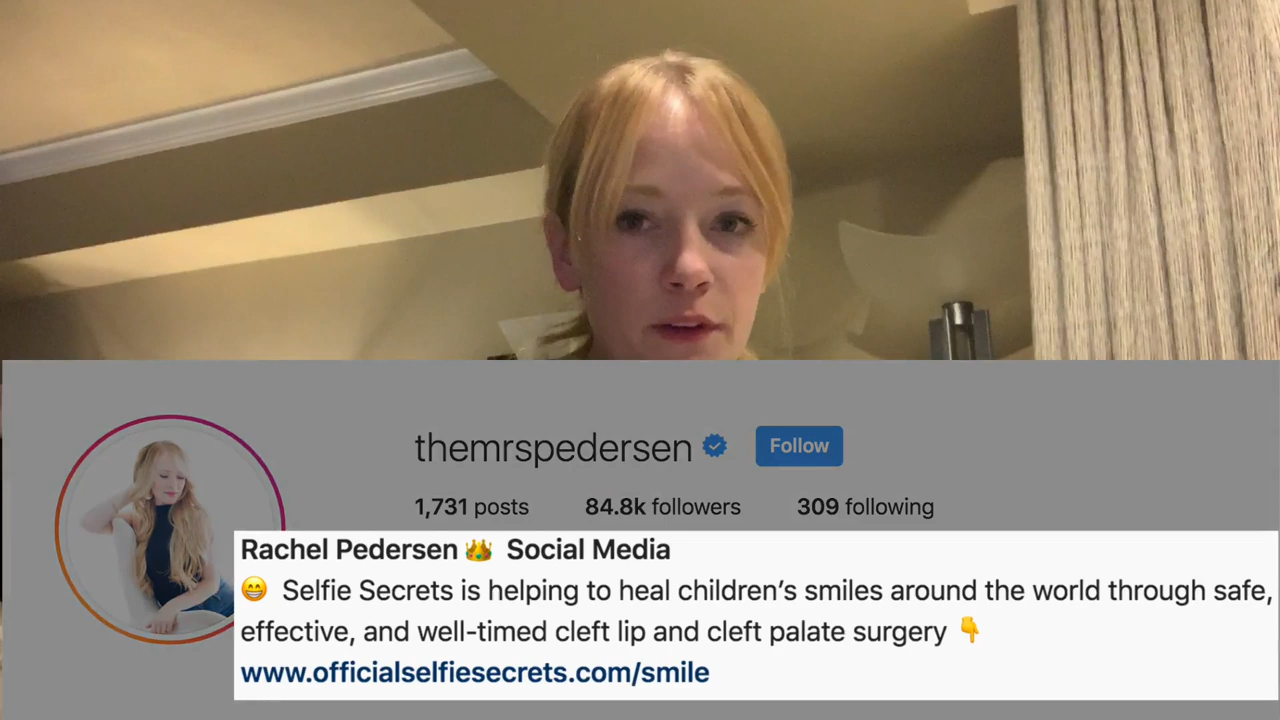 themrspedersen Follow
1,731 posts 84.8k followers 309 following
Rachel Pedersen 👑 Social Media
😁 Selfie Secrets is helping to heal children’s smiles around the world through safe,
effective, and well-timed cleft lip and cleft palate surgery 👇
www.officialselfiesecrets.com/smile